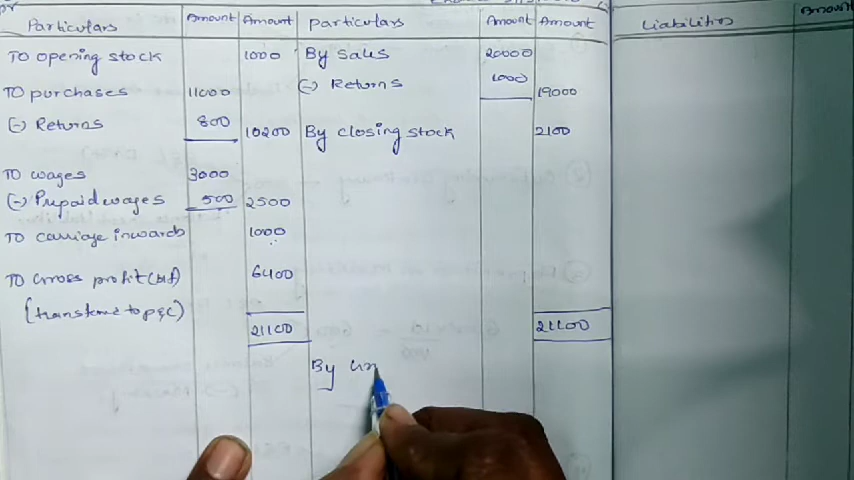 Particulars Amount Amount Particulars Amount Amount Liabilities Amount
TO opening stock 1000 By sales 20000
(-) Returns 1000 19000
TO purchases 11000
(-) Returns 800 10200 By closing stock 2100
TO wages 3000
(-) Prepaid wages 500 2500
TO carriage inwards 1000
TO Gross profit (b/f) 6400
(transferred to P&L)
21100 21100
By